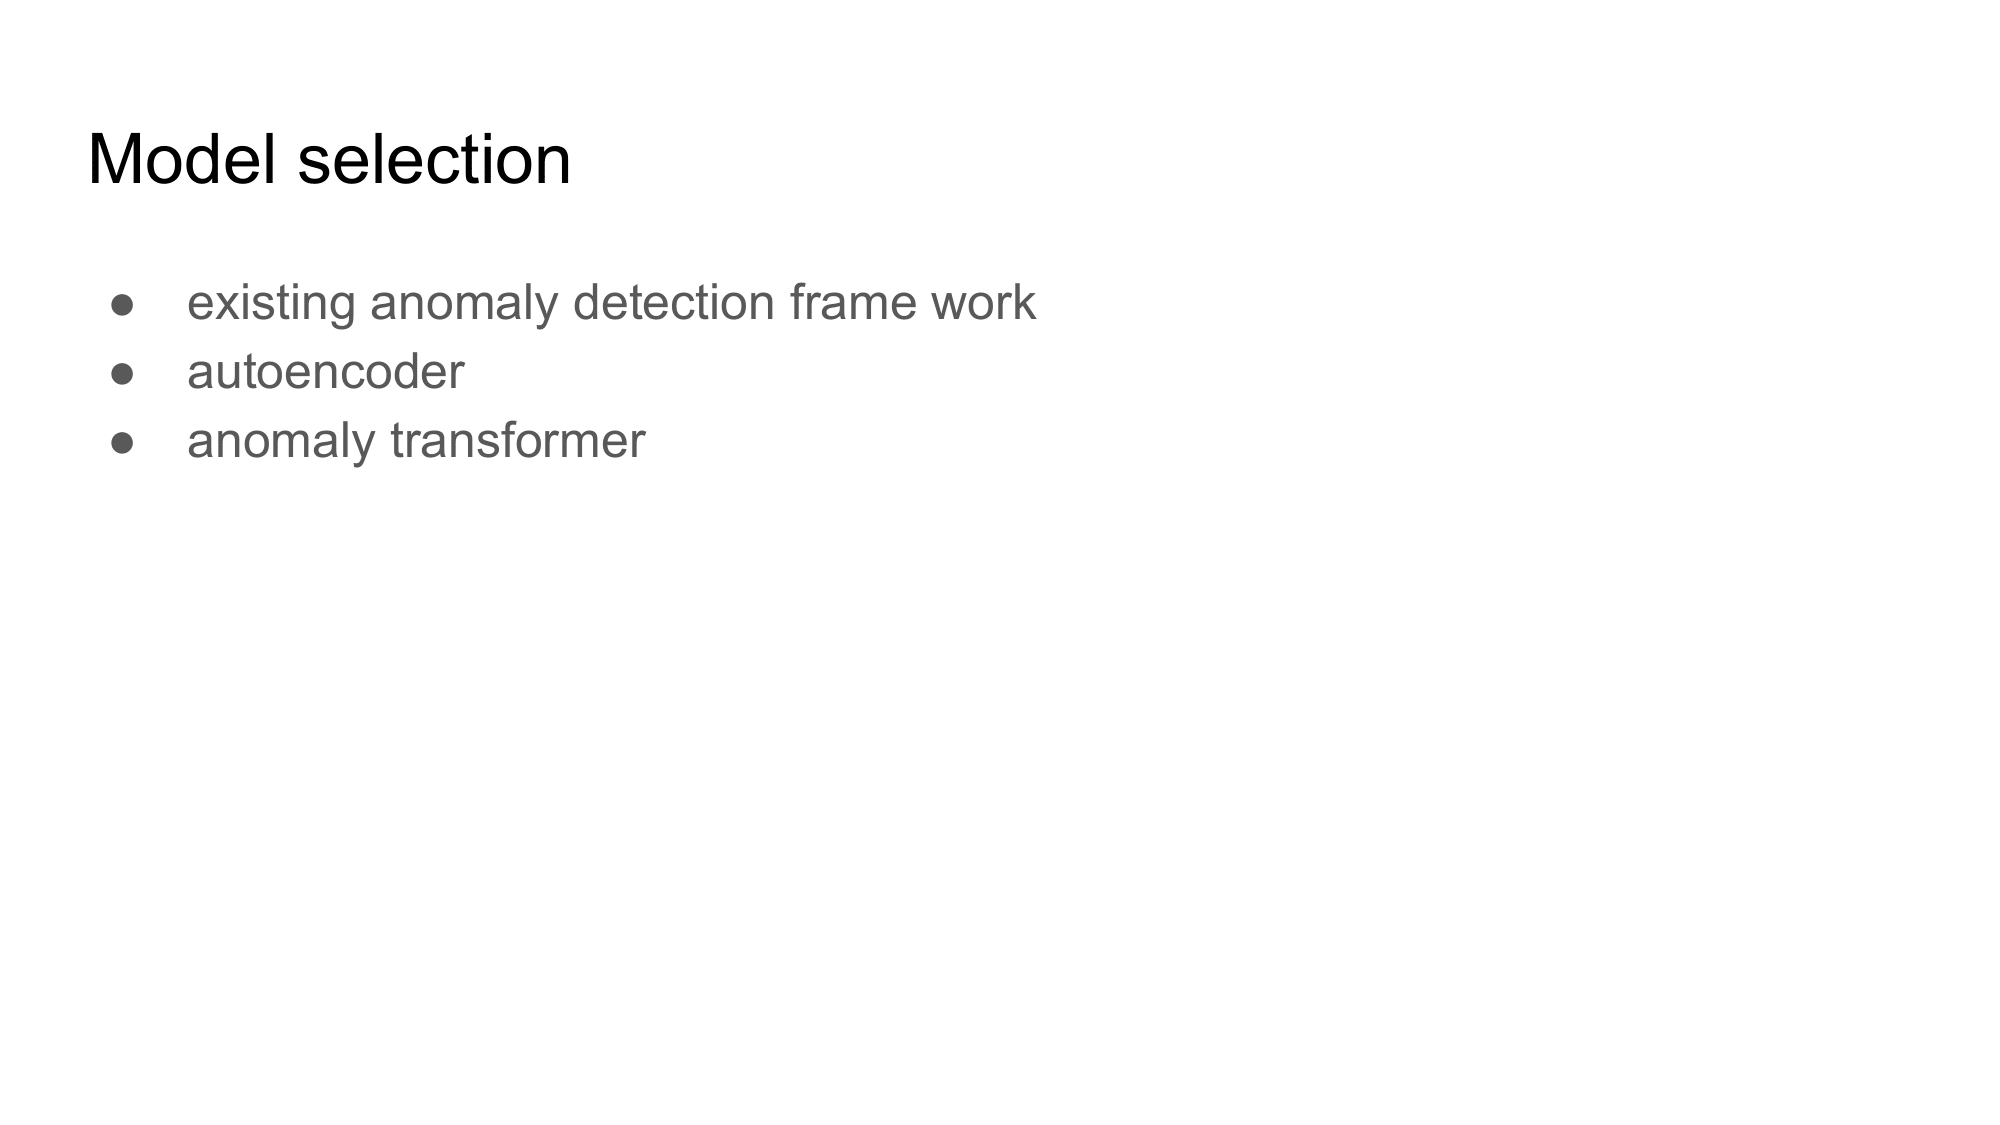 Model selection
● existing anomaly detection frame work
● autoencoder
● anomaly transformer